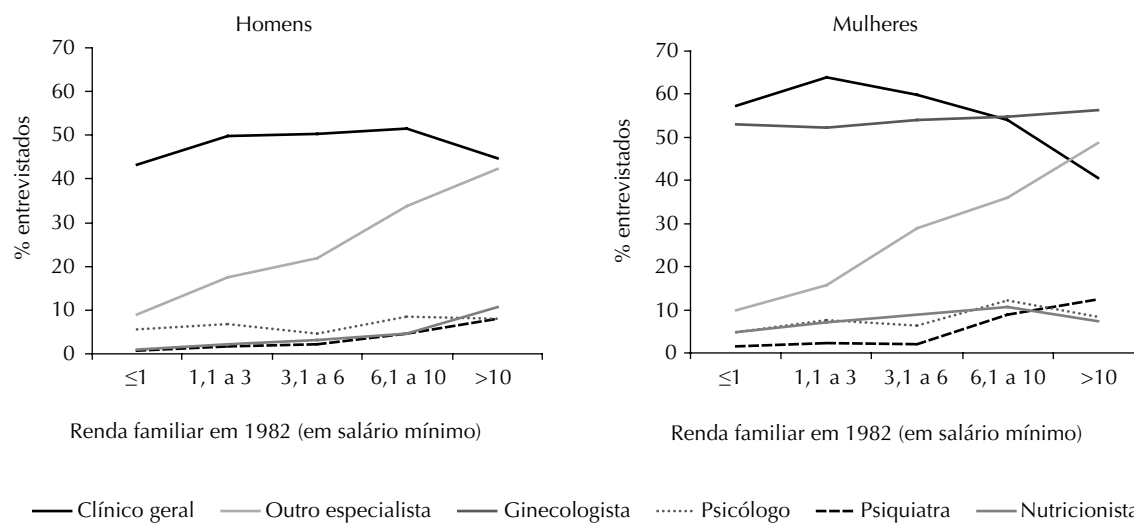 Homens
70
60
50
40
30
20
10
0
% entrevistados
≤1 1,1 a 3 3,1 a 6 6,1 a 10 >10
Renda familiar em 1982 (em salário mínimo)
Mulheres
70
60
50
40
30
20
10
0
% entrevistados
≤1 1,1 a 3 3,1 a 6 6,1 a 10 >10
Renda familiar em 1982 (em salário mínimo)
Clínico geral Outro especialista Ginecologista Psicólogo Psiquiatra Nutricionista